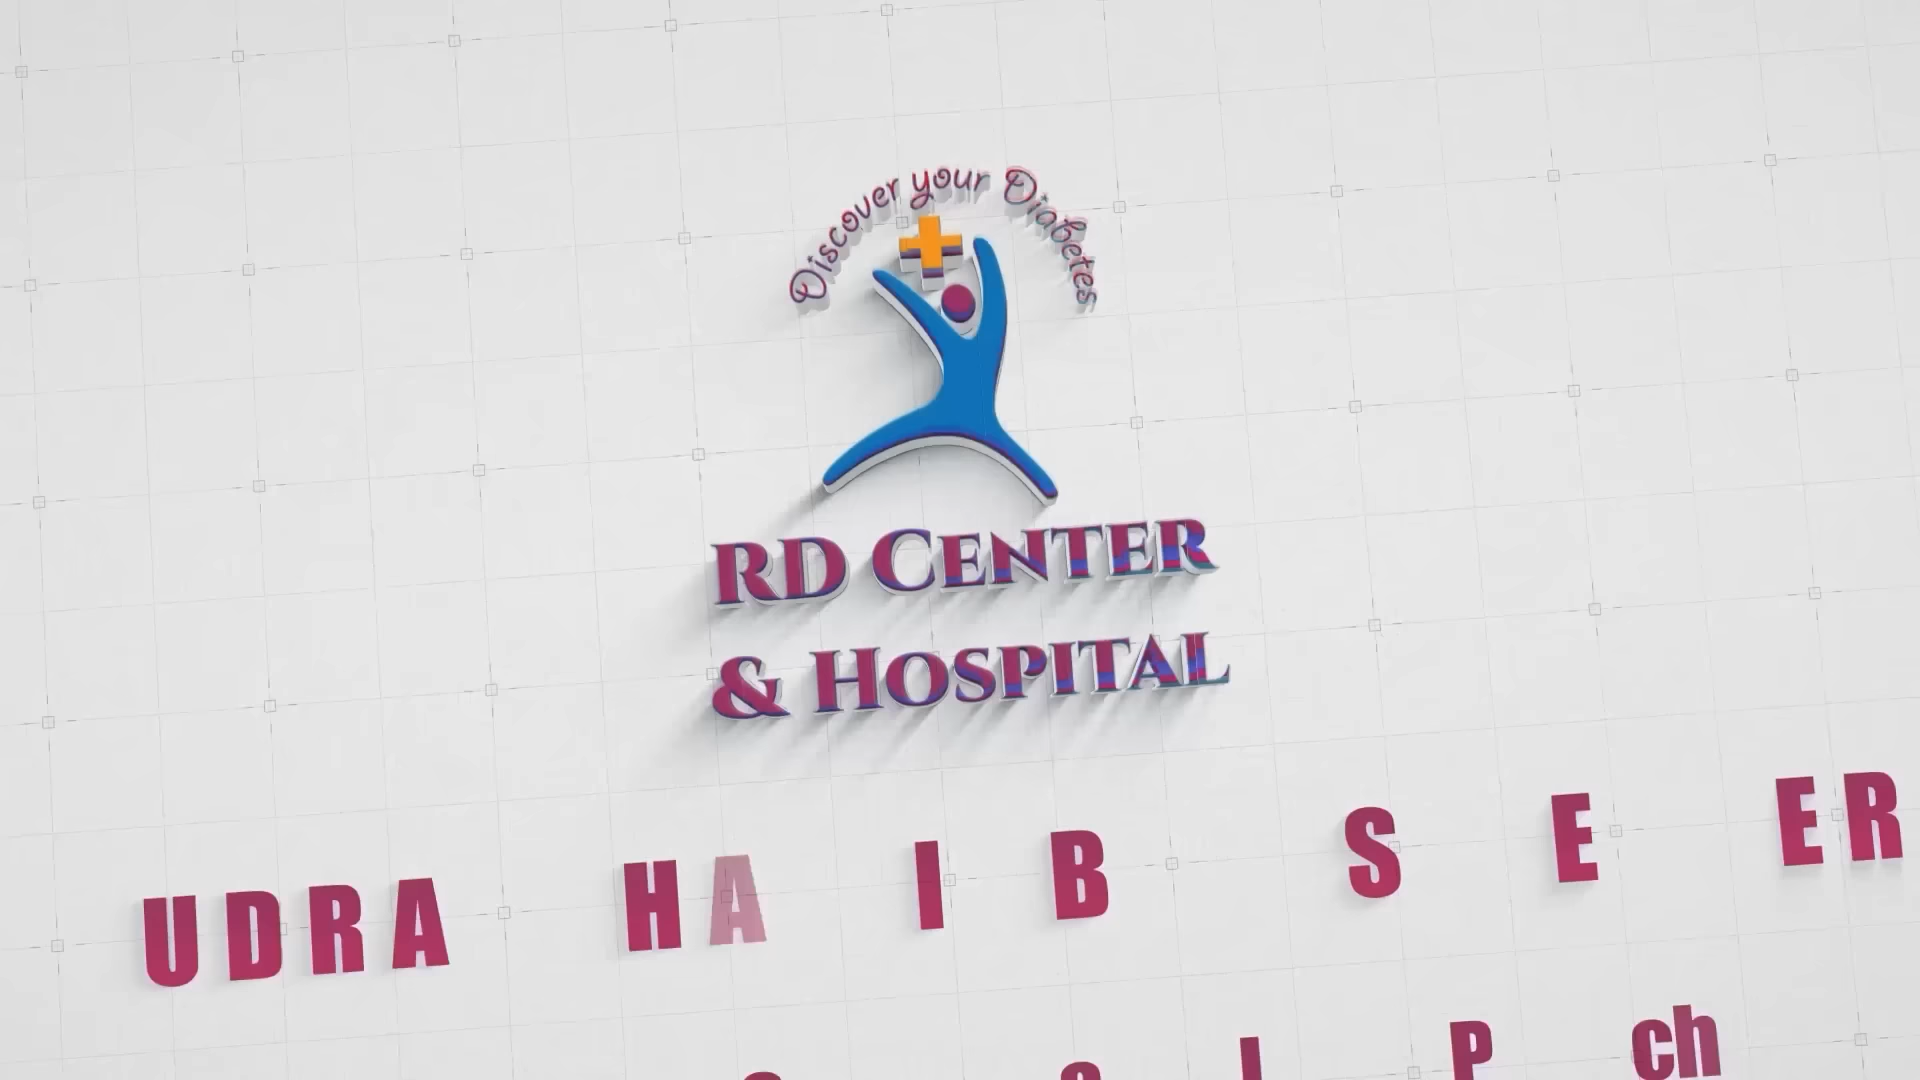 Discover your Diabetes
RD CENTER
& HOSPITAL
UDRA HA I B S E ER
P ch